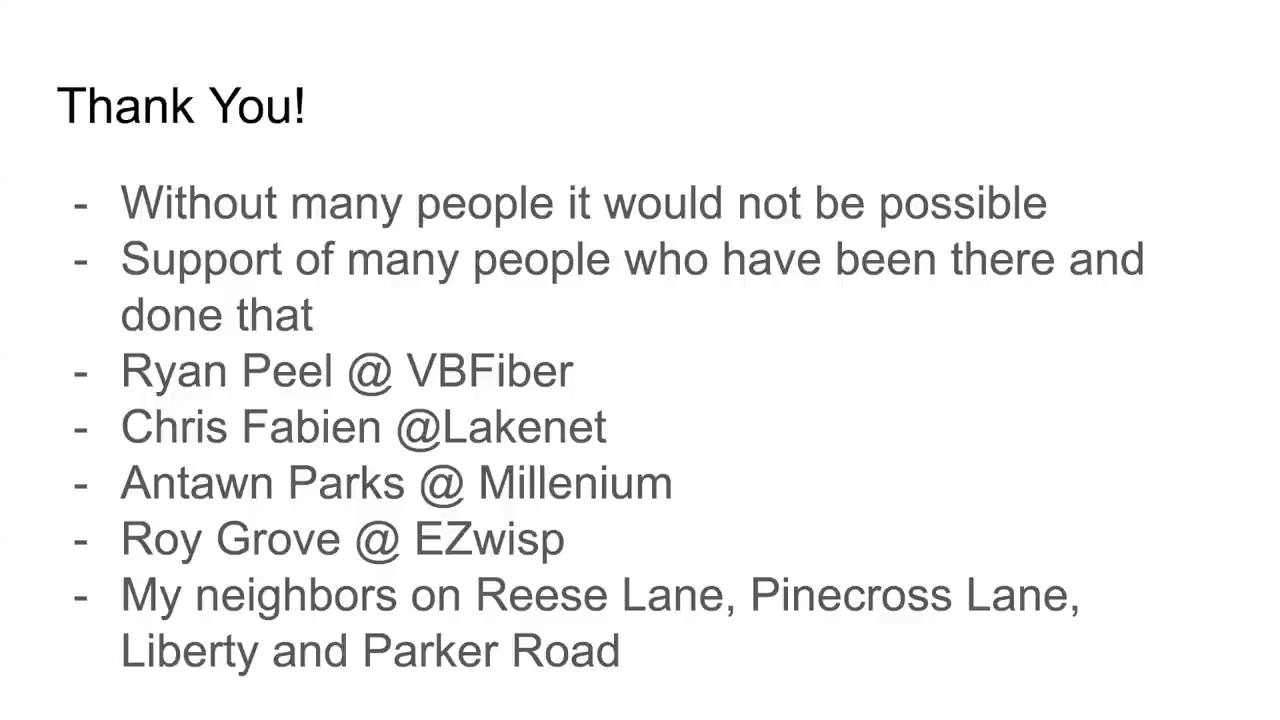 Thank You!
- Without many people it would not be possible
- Support of many people who have been there and
done that
- Ryan Peel @ VBFiber
- Chris Fabien @Lakenet
- Antawn Parks @ Millenium
- Roy Grove @ EZwisp
- My neighbors on Reese Lane, Pinecross Lane,
Liberty and Parker Road